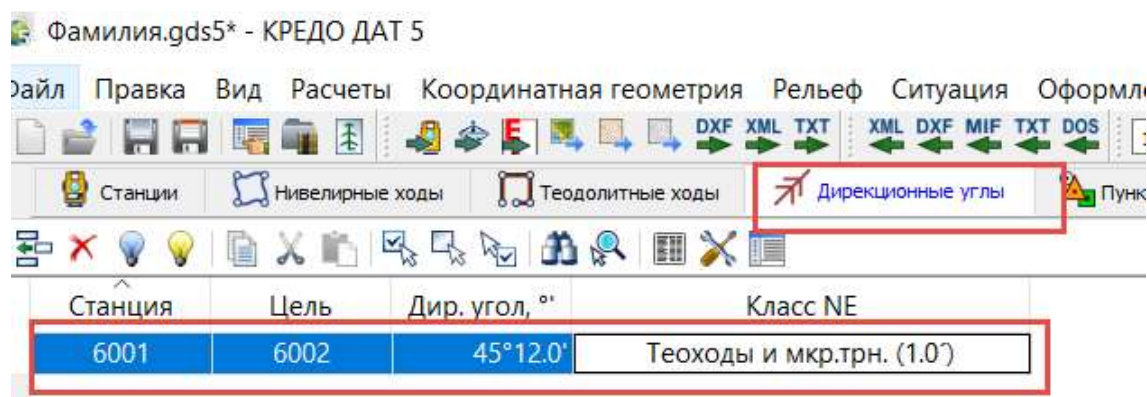 Фамилия.gds5* - КРЕДО ДАТ 5
Файл Правка Вид Расчеты Координатная геометрия Рельеф Ситуация Оформл
DXF XML TXT XML DXF MIF TXT DOS
Станции Нивелирные ходы Теодолитные ходы Дирекционные углы Пунк
Станция Цель Дир. угол, °' Класс NE
6001 6002 45°12.0' Теоходы и мкр.трн. (1.0´)